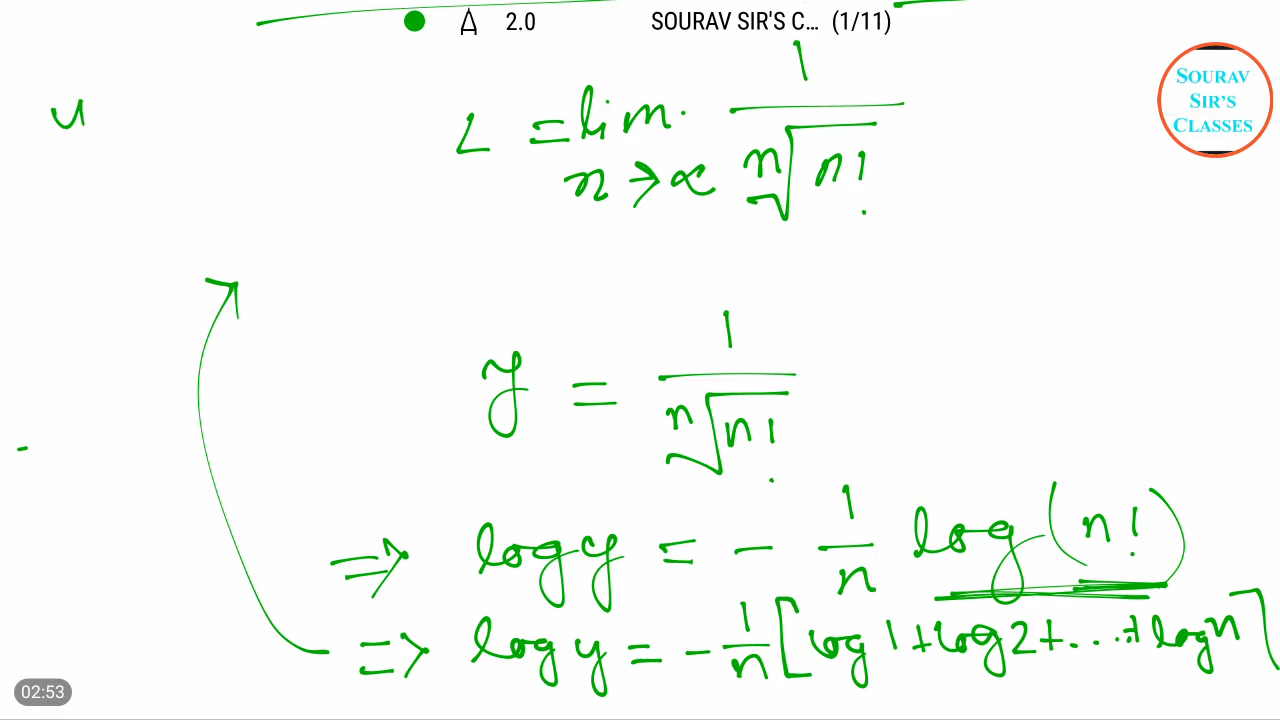 2.0 SOURAV SIR'S C... (1/11)
SOURAV
SIR'S
CLASSES
u
L = lim. 1
n → ∝ n√n!
y = 1
n√n!
⇒ log y = - 1/n log (n!)
⇒ log y = - 1/n [log 1 + log 2 + ... + log n]
02:53